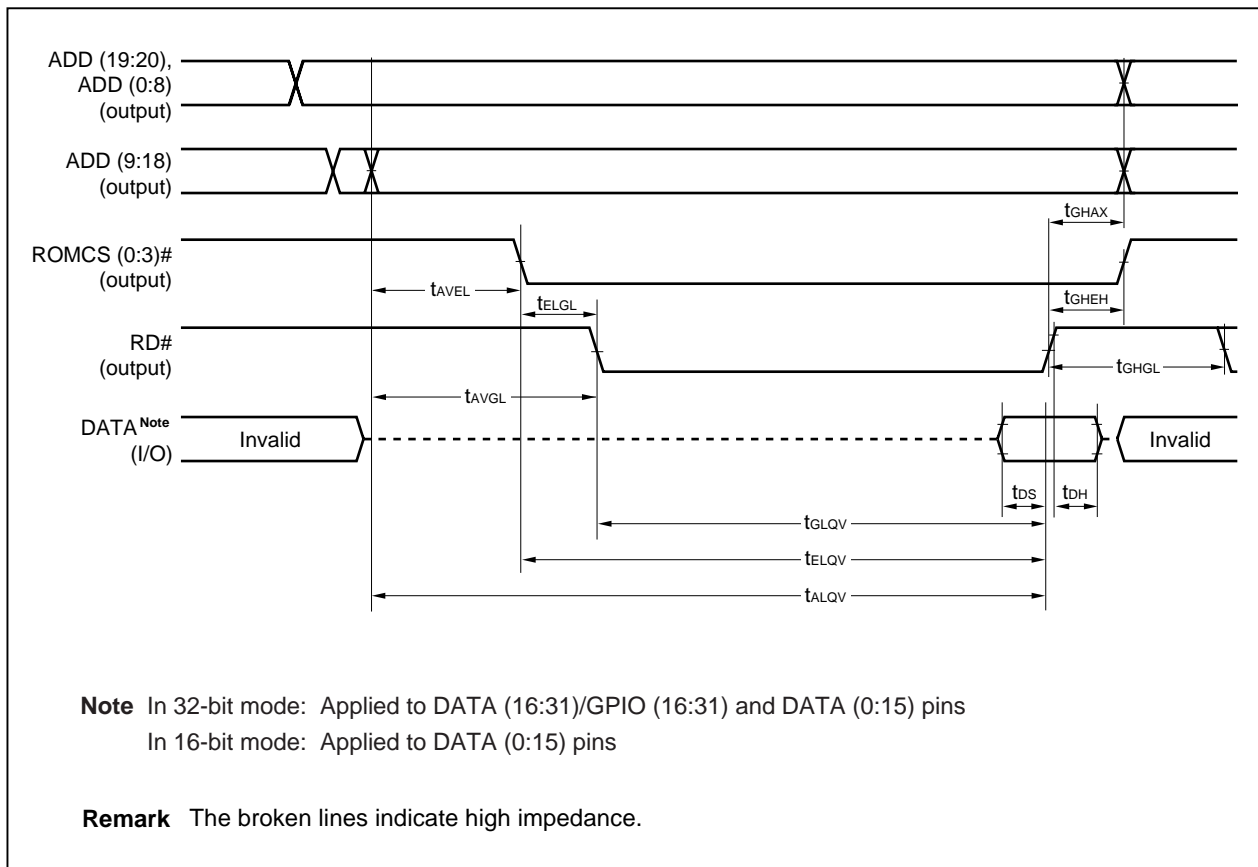 ADD (19:20),
ADD (0:8)
(output)
ADD (9:18)
(output)
tGHAX
ROMCS (0:3)#
(output)
tAVEL
tELGL
tGHEH
RD#
(output)
tGHGL
tAVGL
DATA Note
(I/O)
Invalid
Invalid
tDS
tDH
tGLQV
tELQV
tALQV
Note In 32-bit mode: Applied to DATA (16:31)/GPIO (16:31) and DATA (0:15) pins
In 16-bit mode: Applied to DATA (0:15) pins
Remark The broken lines indicate high impedance.